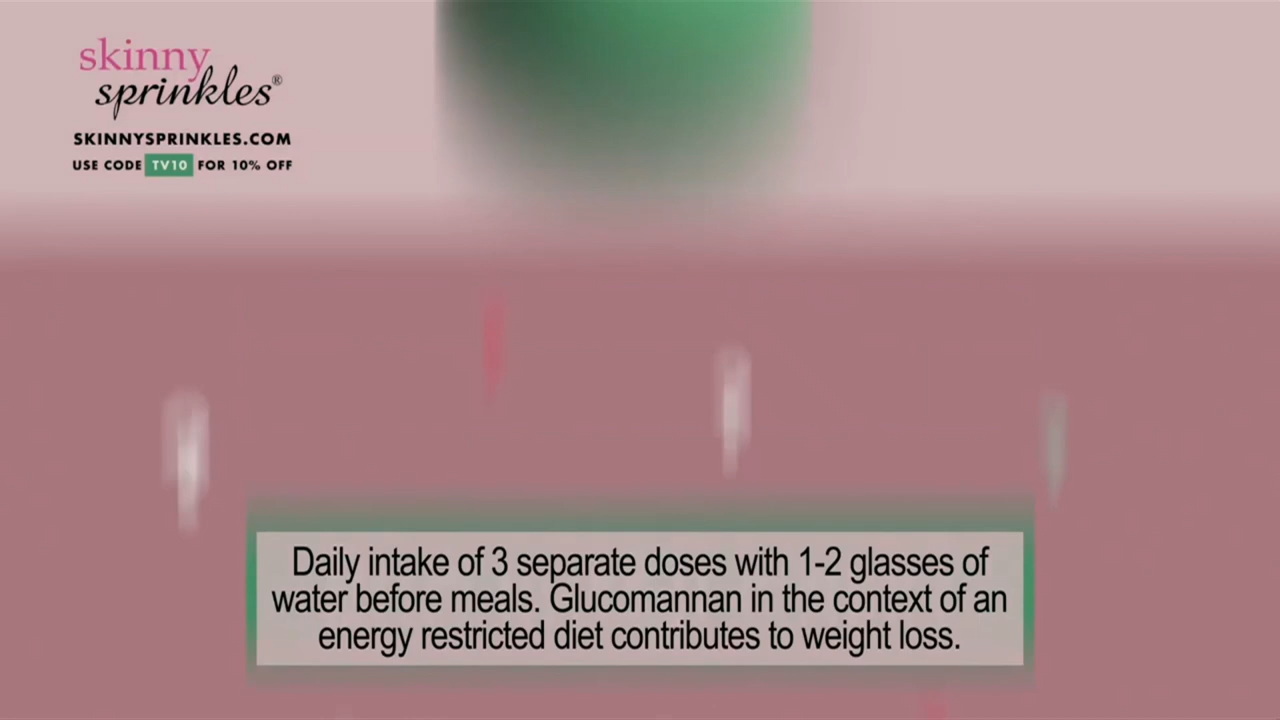 skinny
sprinkles®
SKINNYSPRINKLES.COM
USE CODE TV10 FOR 10% OFF
Daily intake of 3 separate doses with 1-2 glasses of
water before meals. Glucomannan in the context of an
energy restricted diet contributes to weight loss.